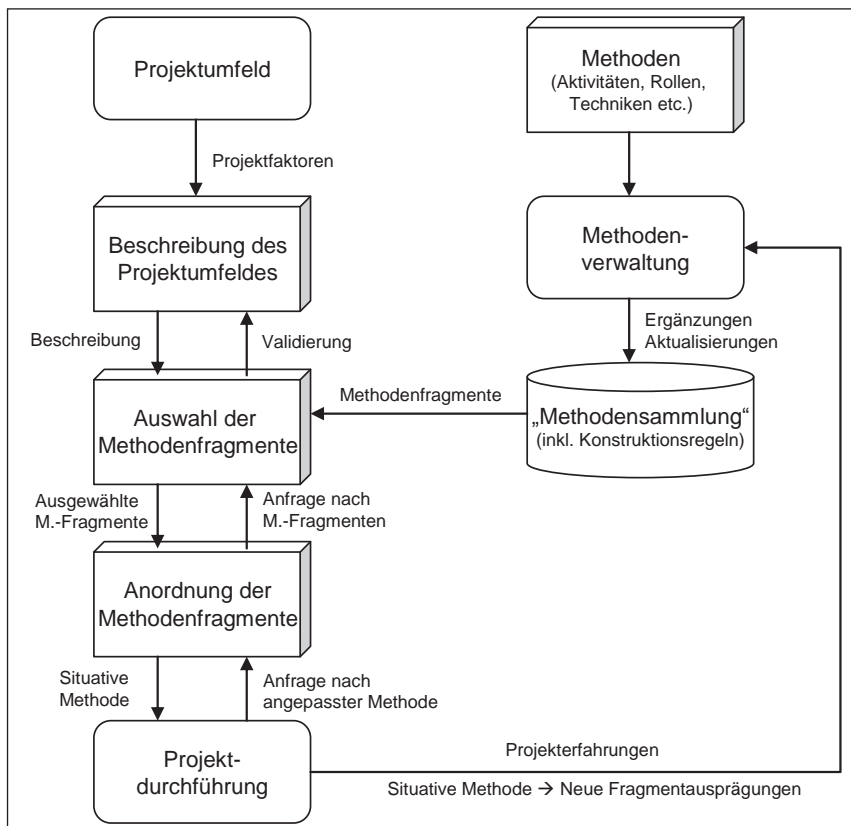 Projektumfeld
Methoden
(Aktivitäten, Rollen,
Techniken etc.)
Projektfaktoren
Beschreibung des
Projektumfeldes
Methoden-
verwaltung
Beschreibung
Validierung
Ergänzungen
Aktualisierungen
Methodenfragmente
Auswahl der
Methodenfragmente
„Methodensammlung“
(inkl. Konstruktionsregeln)
Ausgewählte
M.-Fragmente
Anfrage nach
M.-Fragmenten
Anordnung der
Methodenfragmente
Situative
Methode
Anfrage nach
angepasster Methode
Projekt-
durchführung
Projekterfahrungen
Situative Methode → Neue Fragmentausprägungen